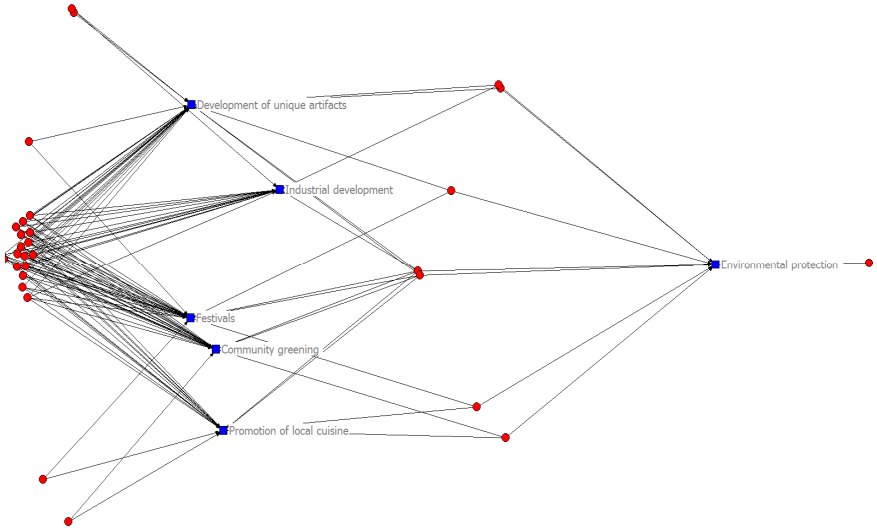 Development of unique artifacts
Industrial development
Environmental protection
Festivals
Community greening
Promotion of local cuisine